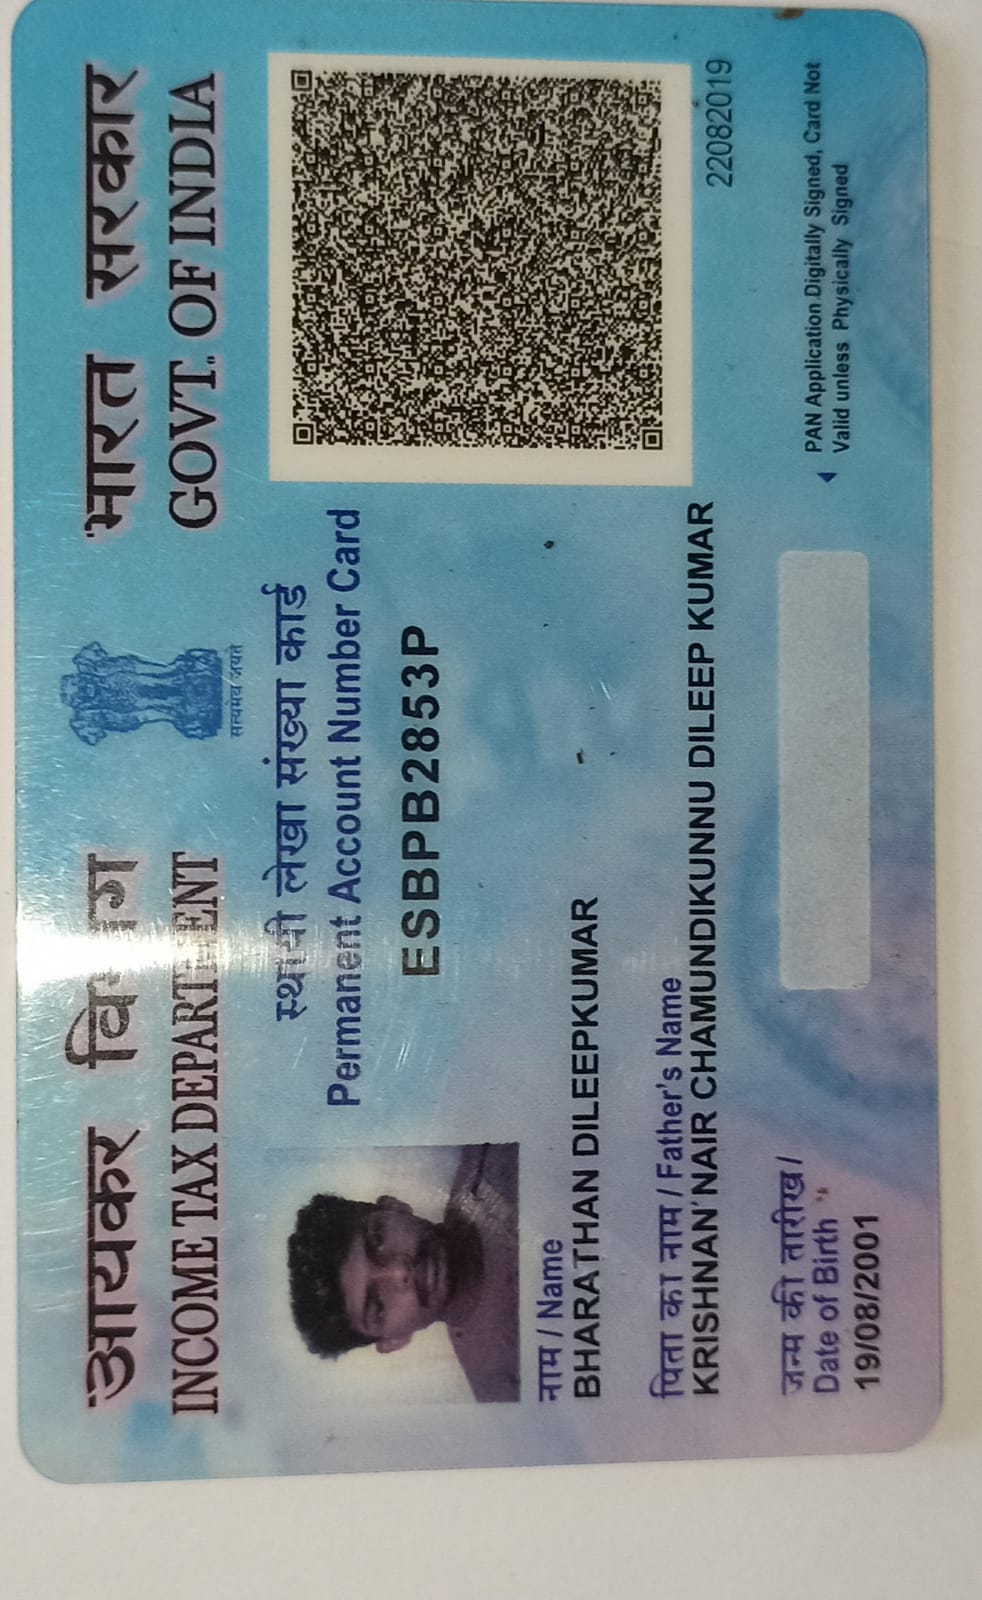 आयकर विभाग
INCOME TAX DEPARTMENT
सत्यमेव जयते
भारत सरकार
GOVT. OF INDIA
स्थायी लेखा संख्या कार्ड
Permanent Account Number Card
ESBPB2853P
नाम / Name
BHARATHAN DILEEPKUMAR
पिता का नाम / Father's Name
KRISHNAN NAIR CHAMUNDIKUNNU DILEEP KUMAR
22082019
जन्म की तारीख /
Date of Birth
19/08/2001
PAN Application Digitally Signed, Card Not
Valid unless Physically Signed